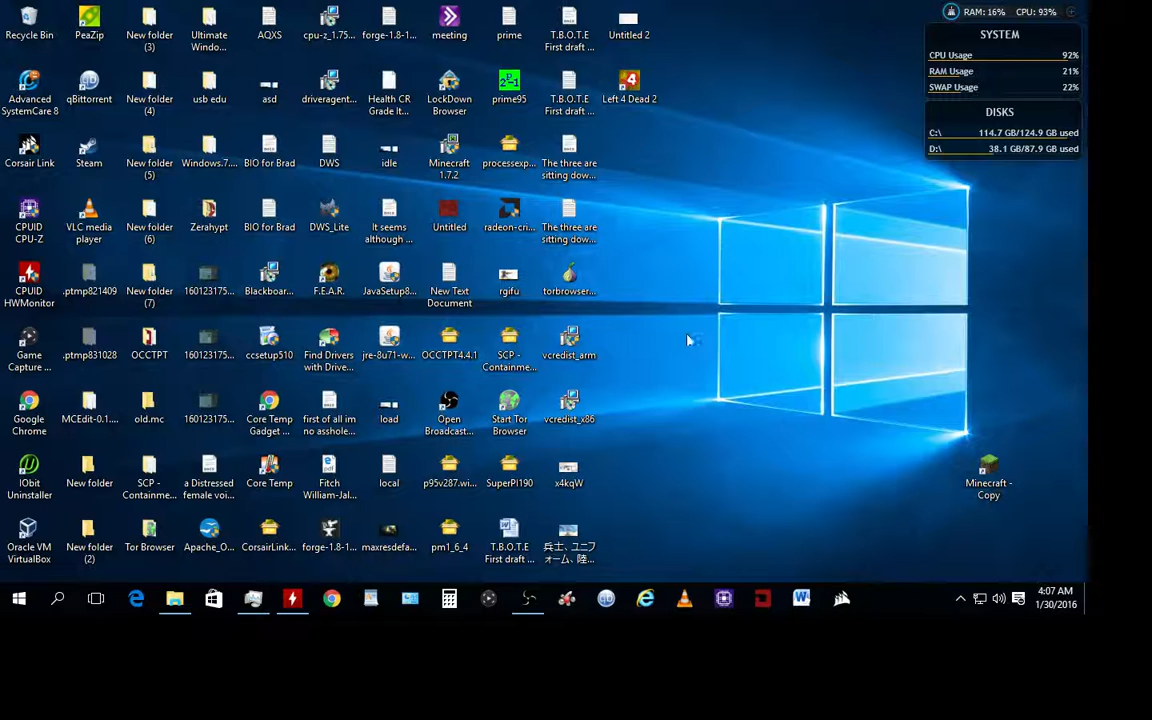 RAM: 16% CPU: 93%
SYSTEM
CPU Usage 92%
RAM Usage 21%
SWAP Usage 22%
DISKS
C:\ 114.7 GB/124.9 GB used
D:\ 38.1 GB/87.9 GB used
Recycle Bin
PeaZip
New folder
(3)
Ultimate
Windo...
AQXS
cpu-z_1.75...
forge-1.8-1...
meeting
prime
T.B.O.T.E
First draft ...
Untitled 2
Advanced
SystemCare 8
qBittorrent
New folder
(4)
usb edu
asd
driveragent...
Health CR
Grade It...
LockDown
Browser
prime95
T.B.O.T.E
First draft ...
Left 4 Dead 2
Corsair Link
Steam
New folder
(5)
Windows.7....
BIO for Brad
DWS
idle
Minecraft
1.7.2
processexp...
The three are
sitting dow...
CPUID
CPU-Z
VLC media
player
New folder
(6)
Zerahypt
BIO for Brad
DWS_Lite
It seems
although ...
Untitled
radeon-cri...
The three are
sitting dow...
CPUID
HWMonitor
.ptmp821409
New folder
(7)
160123175...
Blackboar...
F.E.A.R.
JavaSetup8...
New Text
Document
rgifu
torbrowser...
Game
Capture ...
.ptmp831028
OCCTPT
160123175...
ccsetup510
Find Drivers
with Drive...
jre-8u71-w...
OCCTPT4.4.1
SCP -
Containme...
vcredist_arm
Google
Chrome
MCEdit-0.1....
old.mc
160123175...
Core Temp
Gadget ...
first of all im
no asshole...
load
Open
Broadcast...
Start Tor
Browser
vcredist_x86
IObit
Uninstaller
New folder
SCP -
Containme...
a Distressed
female voi...
Core Temp
Fitch
William-Jal...
local
p95v287.wi...
SuperPI190
x4kqW
Minecraft -
Copy
Oracle VM
VirtualBox
New folder
(2)
Tor Browser
Apache_O...
CorsairLink...
forge-1.8-1...
maxresdefa...
pm1_6_4
T.B.O.T.E
First draft ...
兵士、ユニフ
ォーム、陸...
4:07 AM
1/30/2016